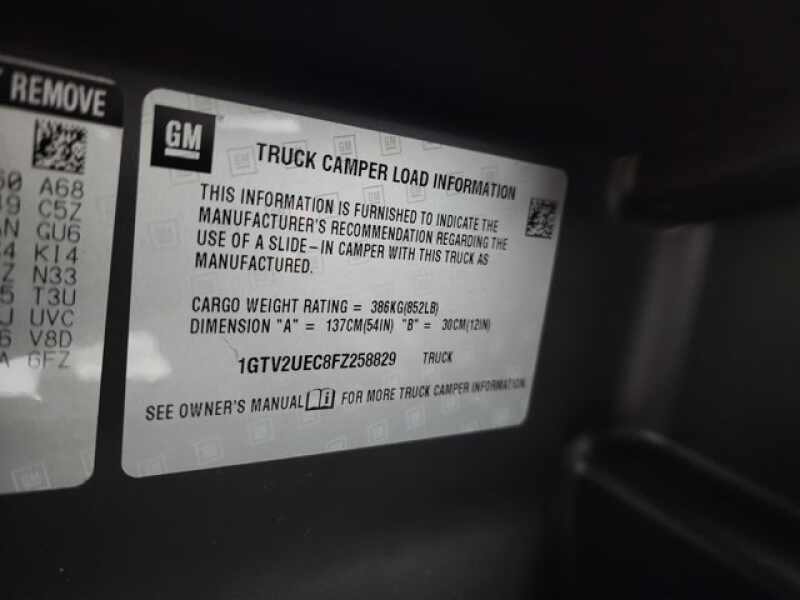 REMOVE
A68
C5Z
GU6
KI4
N33
T3U
UVC
V8D
GFZ
GM
TRUCK CAMPER LOAD INFORMATION
THIS INFORMATION IS FURNISHED TO INDICATE THE
MANUFACTURER'S RECOMMENDATION REGARDING THE
USE OF A SLIDE-IN CAMPER WITH THIS TRUCK AS
MANUFACTURED.
CARGO WEIGHT RATING = 386KG(852LB)
DIMENSION "A" = 137CM(54IN) "B" = 30CM(12IN)
1GTV2UEC8FZ258829 TRUCK
SEE OWNER'S MANUAL FOR MORE TRUCK CAMPER INFORMATION.